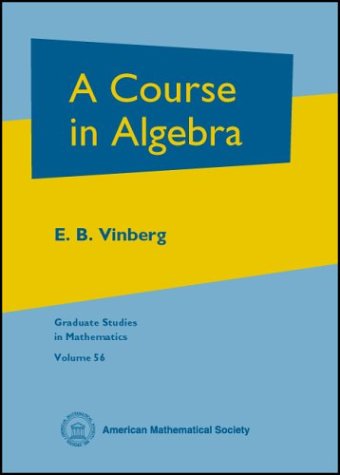 A Course
in Algebra
E. B. Vinberg
Graduate Studies
in Mathematics
Volume 56
American Mathematical Society